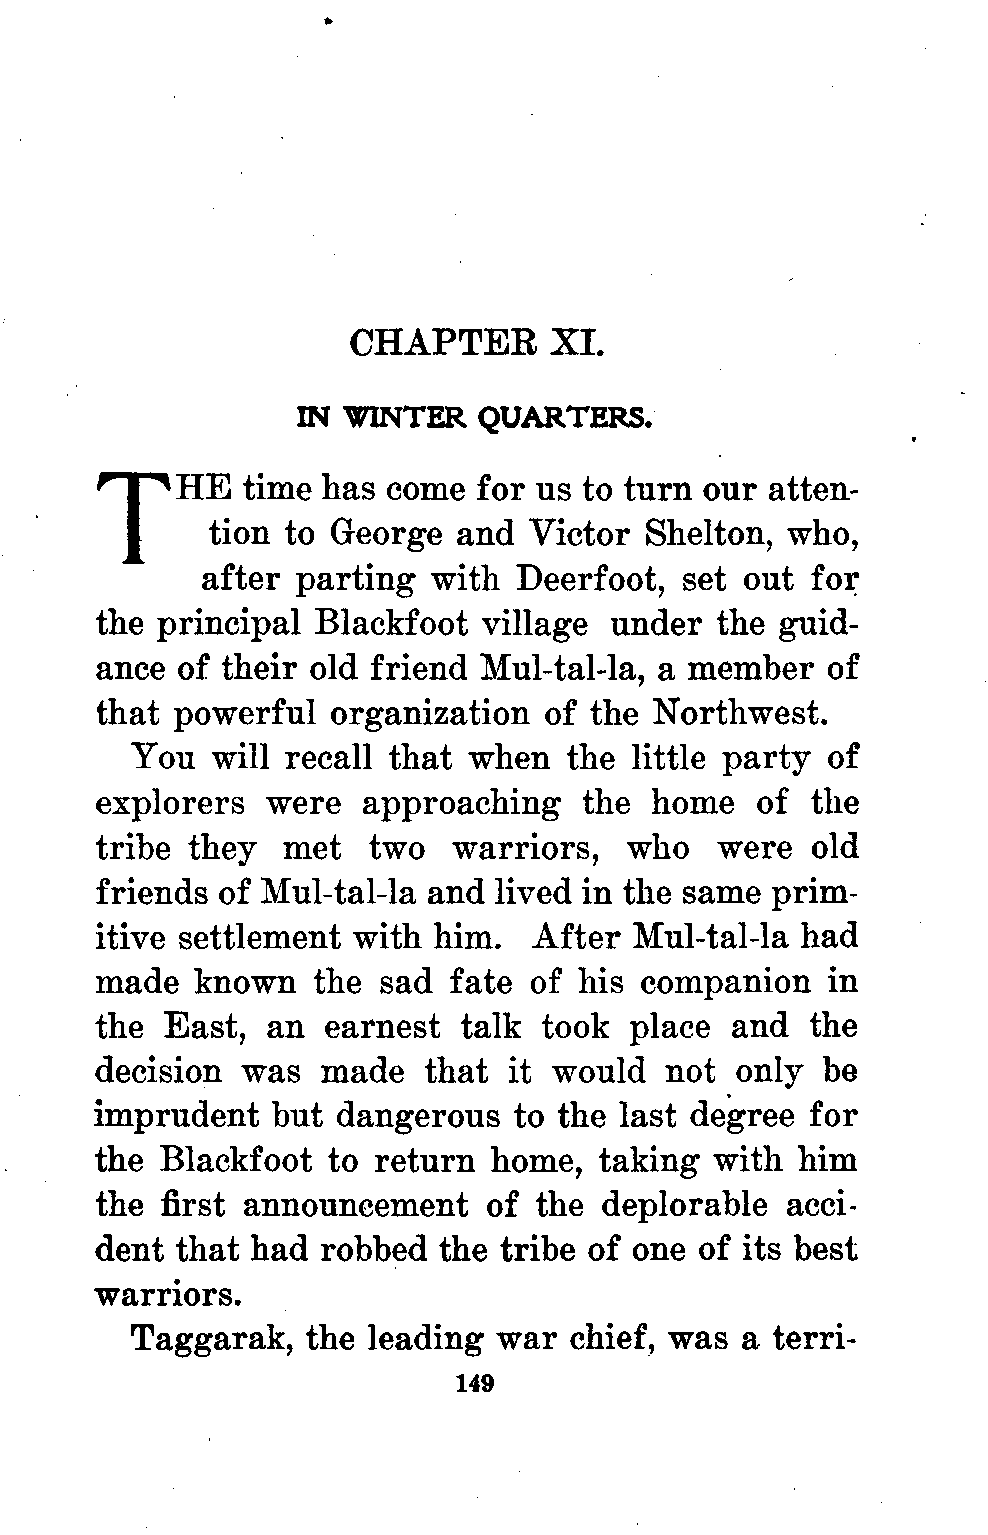 CHAPTER XI.
IN WINTER QUARTERS.
THE time has come for us to turn our atten-
tion to George and Victor Shelton, who,
after parting with Deerfoot, set out for
the principal Blackfoot village under the guid-
ance of their old friend Mul-tal-la, a member of
that powerful organization of the Northwest.
You will recall that when the little party of
explorers were approaching the home of the
tribe they met two warriors, who were old
friends of Mul-tal-la and lived in the same prim-
itive settlement with him. After Mul-tal-la had
made known the sad fate of his companion in
the East, an earnest talk took place and the
decision was made that it would not only be
imprudent but dangerous to the last degree for
the Blackfoot to return home, taking with him
the first announcement of the deplorable acci-
dent that had robbed the tribe of one of its best
warriors.
Taggarak, the leading war chief, was a terri-
149